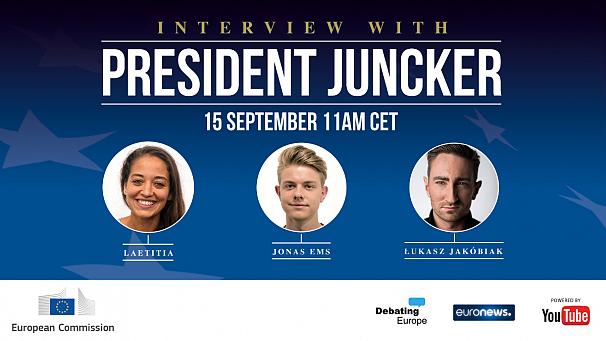 INTERVIEW WITH
PRESIDENT JUNCKER
15 SEPTEMBER 11AM CET
LAETITIA
JONAS EMS
ŁUKASZ JAKÓBIAK
European Commission
Debating
Europe
euronews.
POWERED BY
YouTube